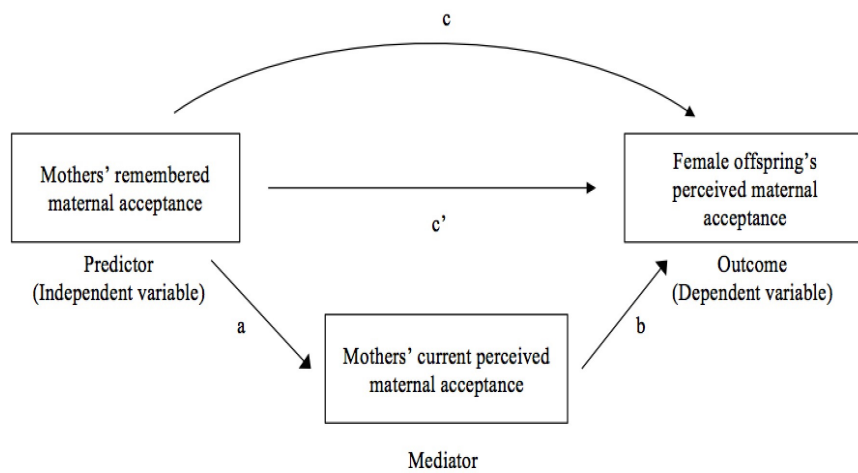 c
Mothers’ remembered
maternal acceptance
Female offspring’s
perceived maternal
acceptance
c’
Predictor
(Independent variable)
Outcome
(Dependent variable)
a
b
Mothers’ current perceived
maternal acceptance
Mediator